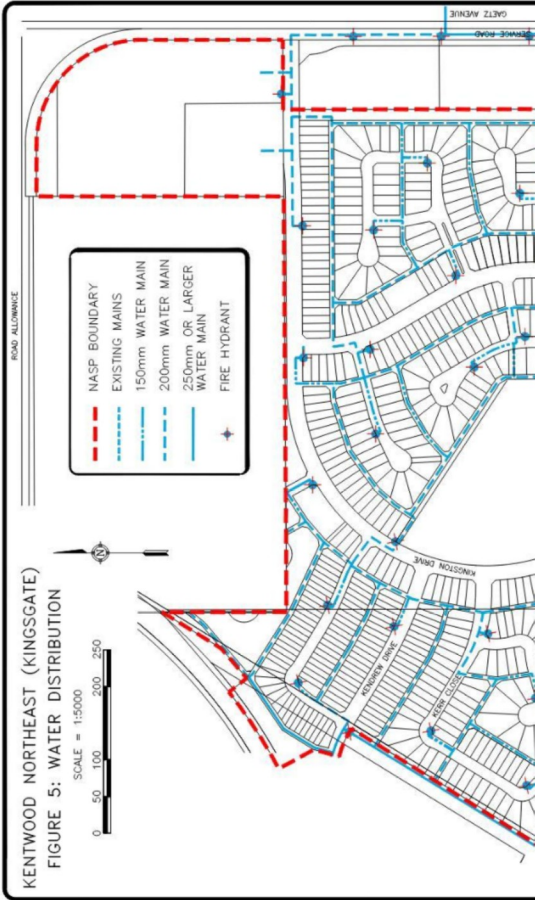 KENTWOOD NORTHEAST (KINGSGATE)
FIGURE 5: WATER DISTRIBUTION
SCALE = 1:5000
0 50 100 200 250
N
NASP BOUNDARY
EXISTING MAINS
150mm WATER MAIN
200mm WATER MAIN
250mm OR LARGER
WATER MAIN
FIRE HYDRANT
ROAD ALLOWANCE
GAETZ AVENUE
SERVICE ROAD
KINGSTON DRIVE
KENDREW DRIVE
KERR CLOSE